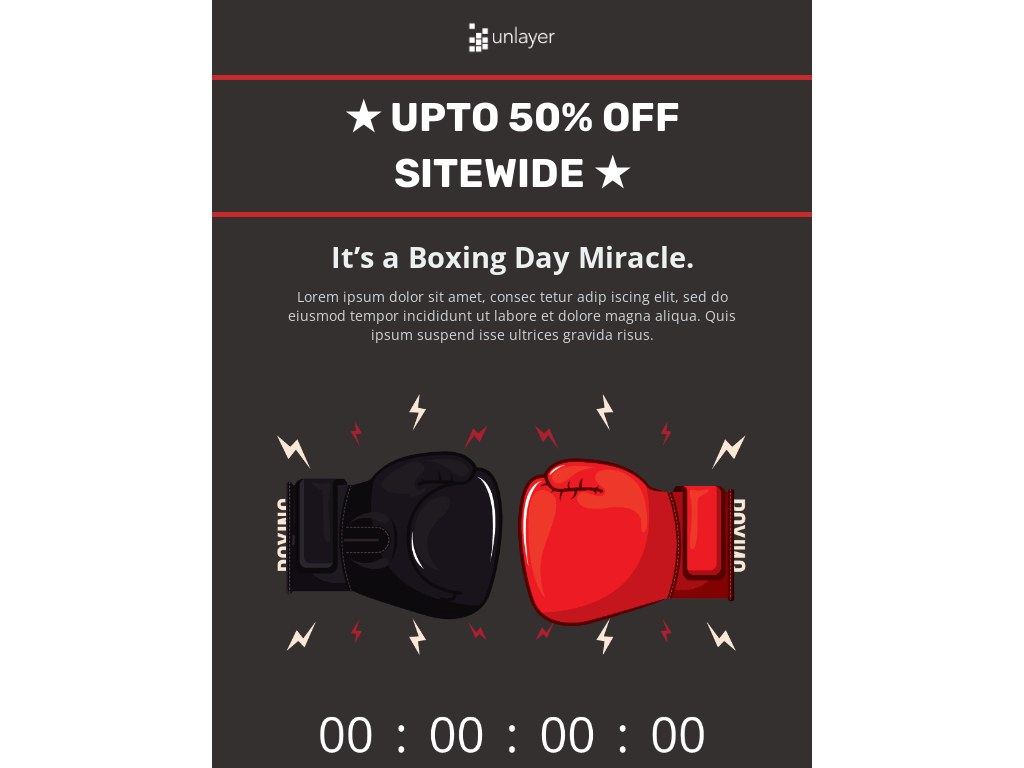 unlayer
★ UPTO 50% OFF
SITEWIDE ★
It’s a Boxing Day Miracle.
Lorem ipsum dolor sit amet, consec tetur adip iscing elit, sed do
eiusmod tempor incididunt ut labore et dolore magna aliqua. Quis
ipsum suspend isse ultrices gravida risus.
BOXING
BOXING
00 : 00 : 00 : 00